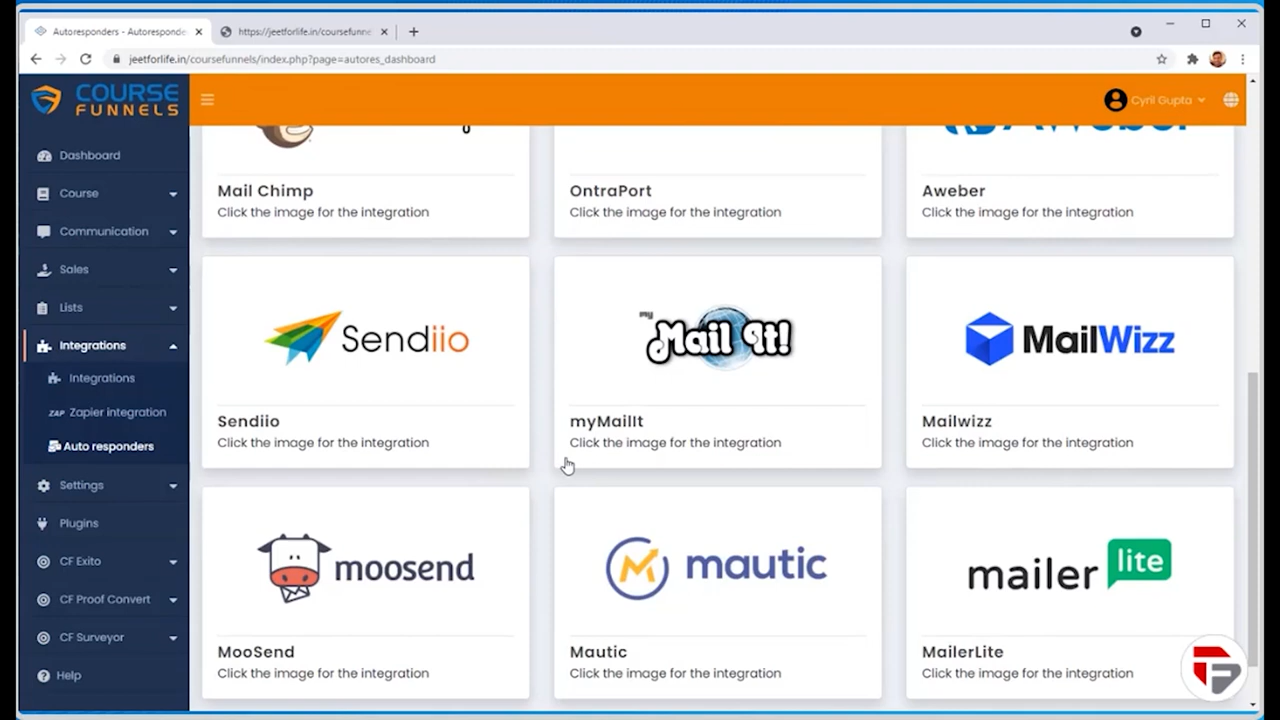 Autoresponders - Autoresponde
https://jeetforlife.in/coursefunne
jeetforlife.in/coursefunnels/index.php?page=autores_dashboard
COURSE
FUNNELS
Cyril Gupta
Dashboard
Course
Communication
Sales
Lists
Integrations
Integrations
ZAP Zapier integration
Auto responders
Settings
Plugins
CF Exito
CF Proof Convert
CF Surveyor
Help
Mail Chimp
Click the image for the integration
OntraPort
Click the image for the integration
Aweber
Click the image for the integration
Sendiio
Sendiio
Click the image for the integration
my
Mail It!
myMailIt
Click the image for the integration
MailWizz
Mailwizz
Click the image for the integration
moosend
MooSend
Click the image for the integration
mautic
Mautic
Click the image for the integration
mailer lite
MailerLite
Click the image for the integration